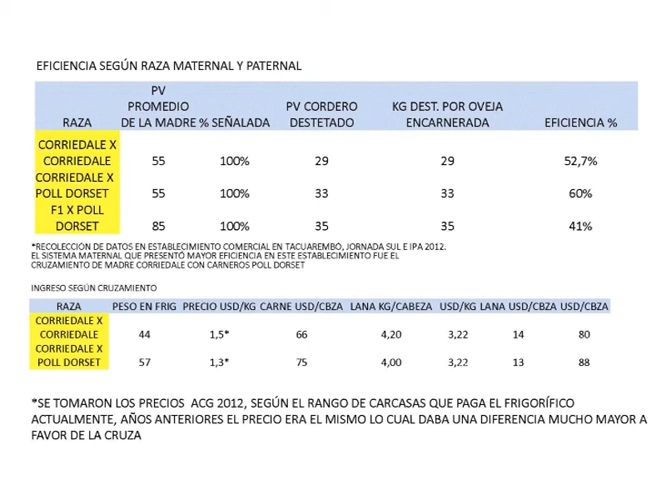 EFICIENCIA SEGÚN RAZA MATERNAL Y PATERNAL
RAZA PV PROMEDIO DE LA MADRE % SEÑALADA PV CORDERO DESTETADO KG DEST. POR OVEJA ENCARNERADA EFICIENCIA %
CORRIEDALE X CORRIEDALE 55 100% 29 29 52,7%
CORRIEDALE X POLL DORSET 55 100% 33 33 60%
F1 X POLL DORSET 85 100% 35 35 41%
*RECOLECCIÓN DE DATOS EN ESTABLECIMIENTO COMERCIAL EN TACUAREMBO, JORNADA SUL E IPA 2012.
EL SISTEMA MATERNAL QUE PRESENTÓ MAYOR EFICIENCIA EN ESTE ESTABLECIMIENTO FUE EL
CRUZAMIENTO DE MADRE CORRIEDALE CON CARNEROS POLL DORSET
INGRESO SEGÚN CRUZAMIENTO
RAZA PESO EN FRIG PRECIO USD/KG CARNE USD/CBZA LANA KG/CABEZA USD/KG LANA USD/CBZA USD/CBZA
CORRIEDALE X CORRIEDALE 44 1,5* 66 4,20 3,22 14 80
CORRIEDALE X POLL DORSET 57 1,3* 75 4,00 3,22 13 88
*SE TOMARON LOS PRECIOS ACG 2012, SEGÚN EL RANGO DE CARCASAS QUE PAGA EL FRIGORÍFICO
ACTUALMENTE, AÑOS ANTERIORES EL PRECIO ERA EL MISMO LO CUAL DABA UNA DIFERENCIA MUCHO MAYOR A
FAVOR DE LA CRUZA